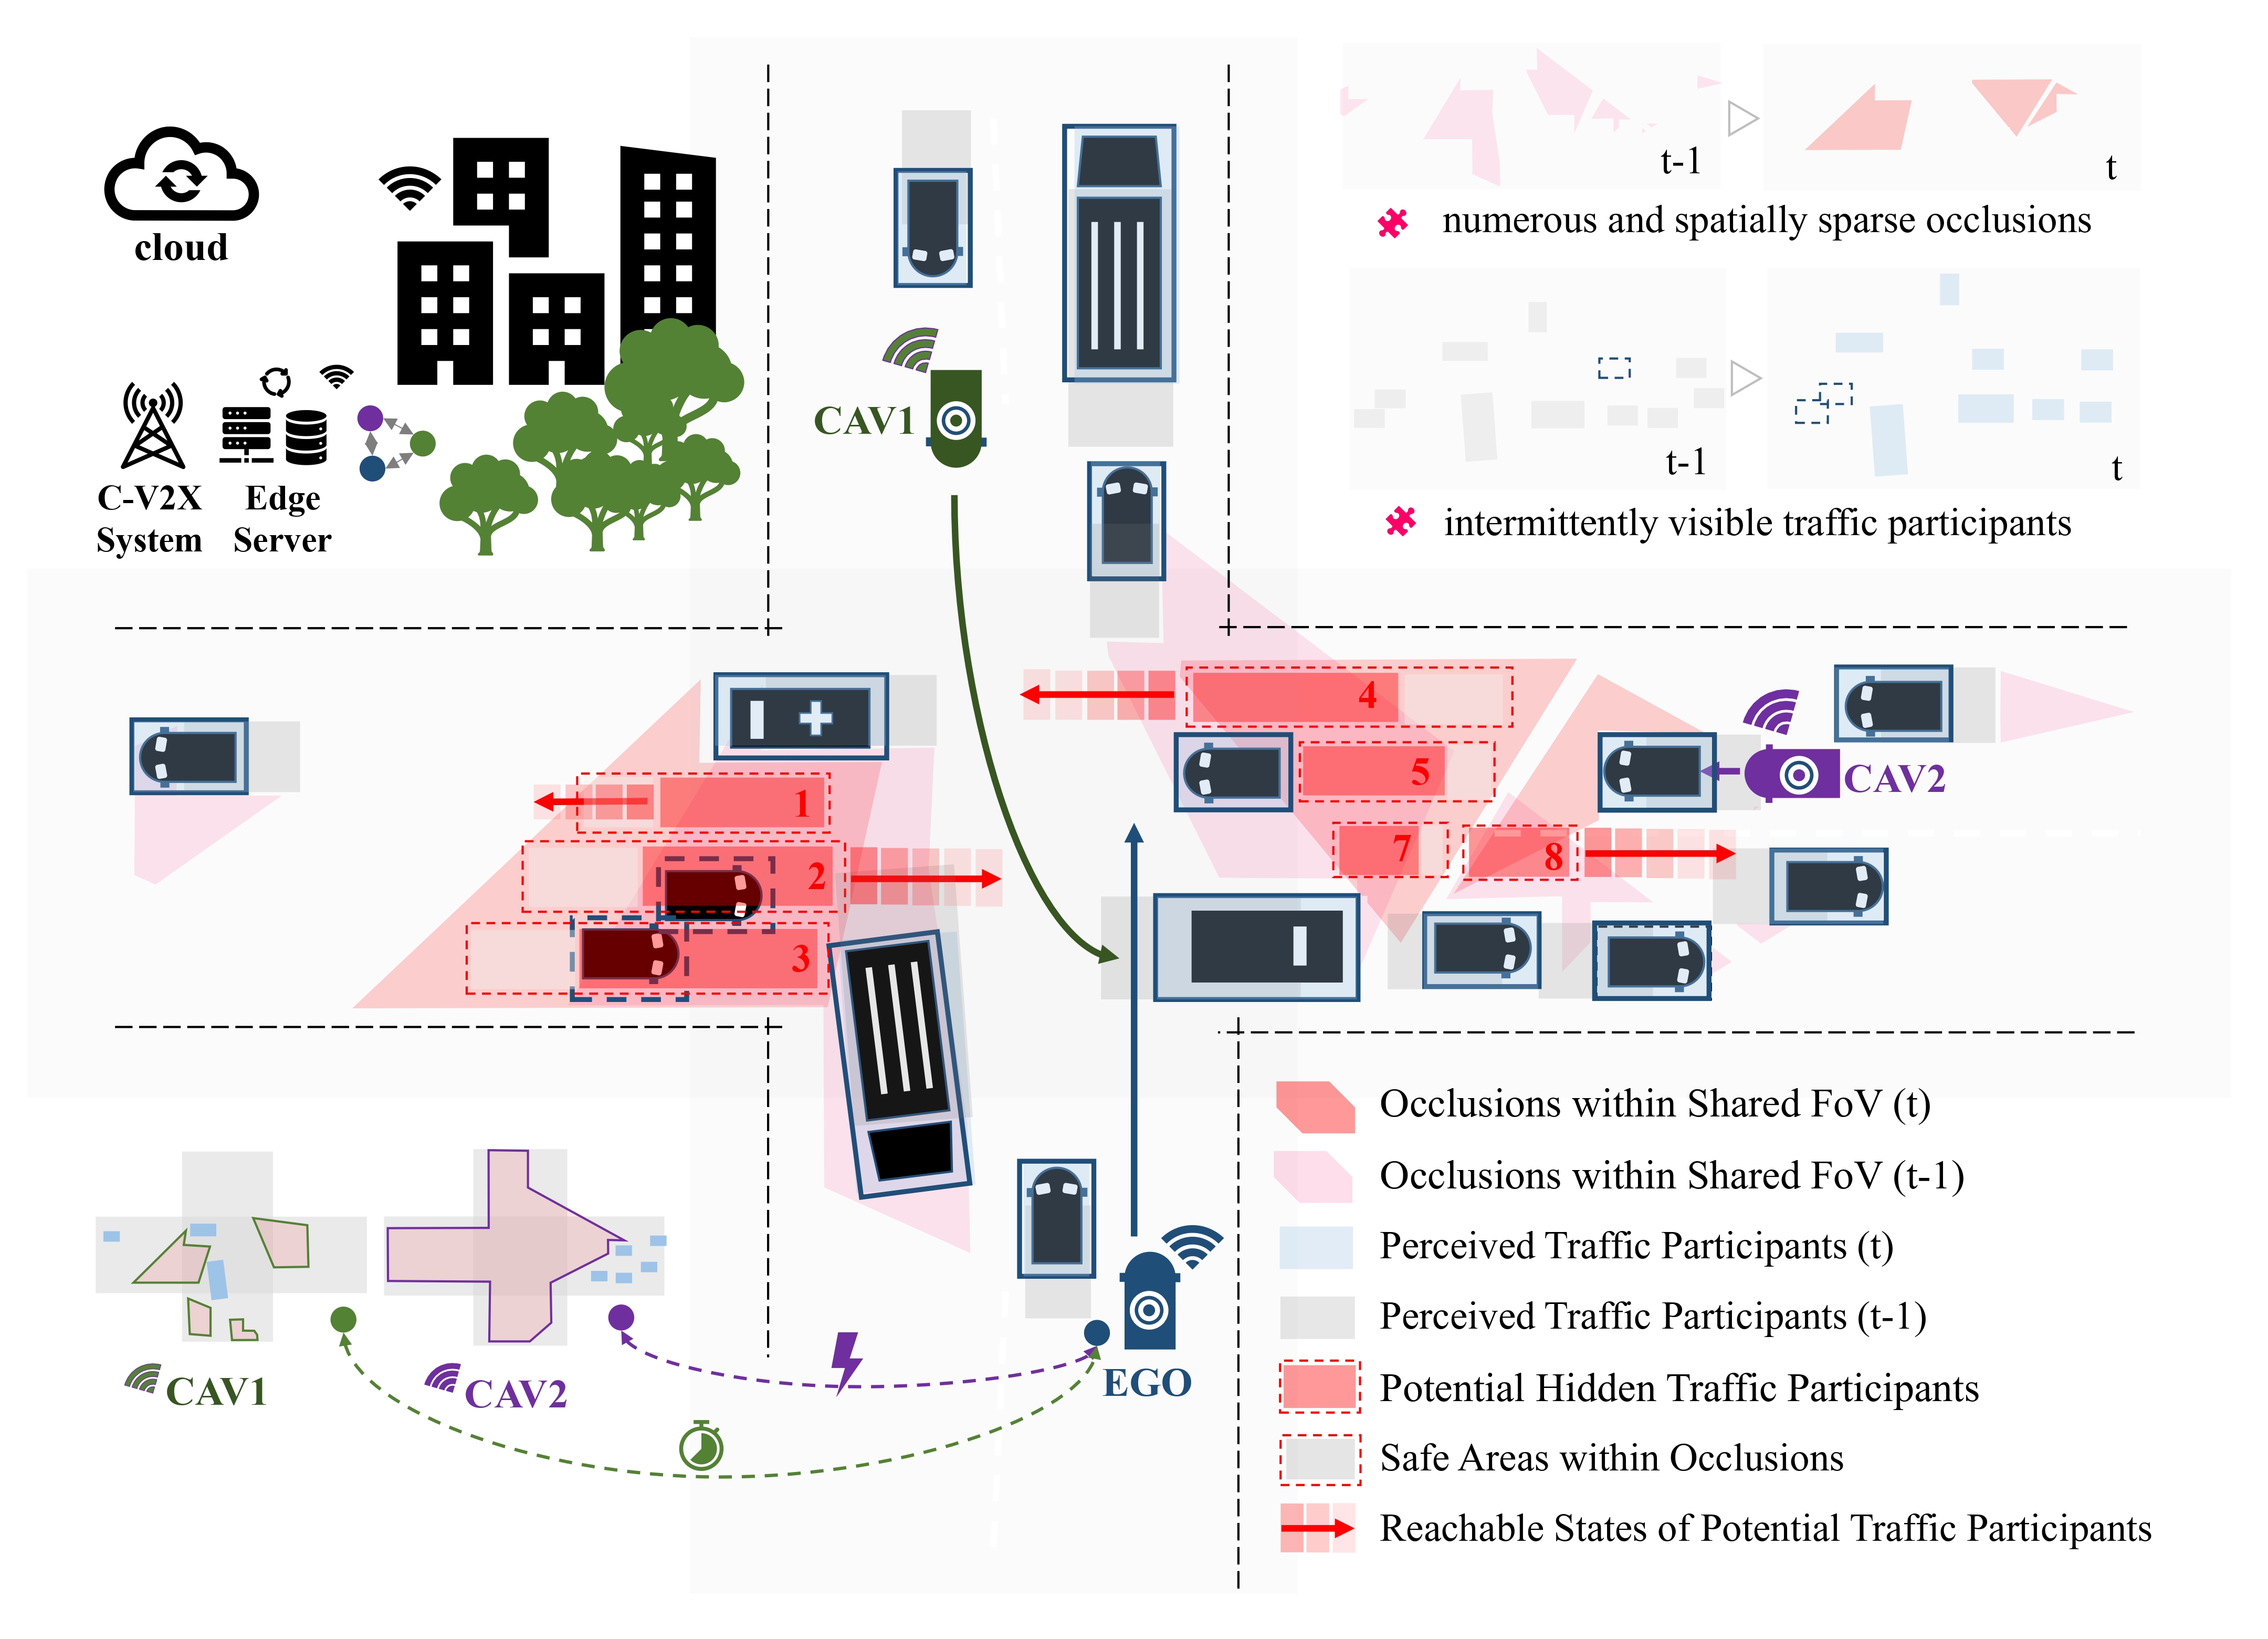 cloud
C-V2X
System
Edge
Server
CAV1
t-1
t
numerous and spatially sparse occlusions
t-1
t
intermittently visible traffic participants
4
5
7
8
CAV2
1
2
3
CAV1
CAV2
EGO
Occlusions within Shared FoV (t)
Occlusions within Shared FoV (t-1)
Perceived Traffic Participants (t)
Perceived Traffic Participants (t-1)
Potential Hidden Traffic Participants
Safe Areas within Occlusions
Reachable States of Potential Traffic Participants